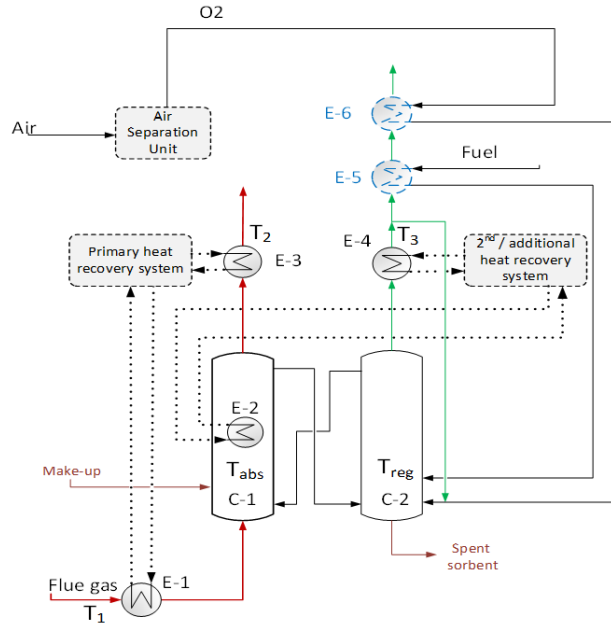 O2
Air
Air
Separation
Unit
E-6
Fuel
E-5
T2
E-3
E-4
T3
Primary heat
recovery system
2nd / additional
heat recovery
system
E-2
Tabs
C-1
Treg
C-2
Make-up
Spent
sorbent
Flue gas
E-1
T1